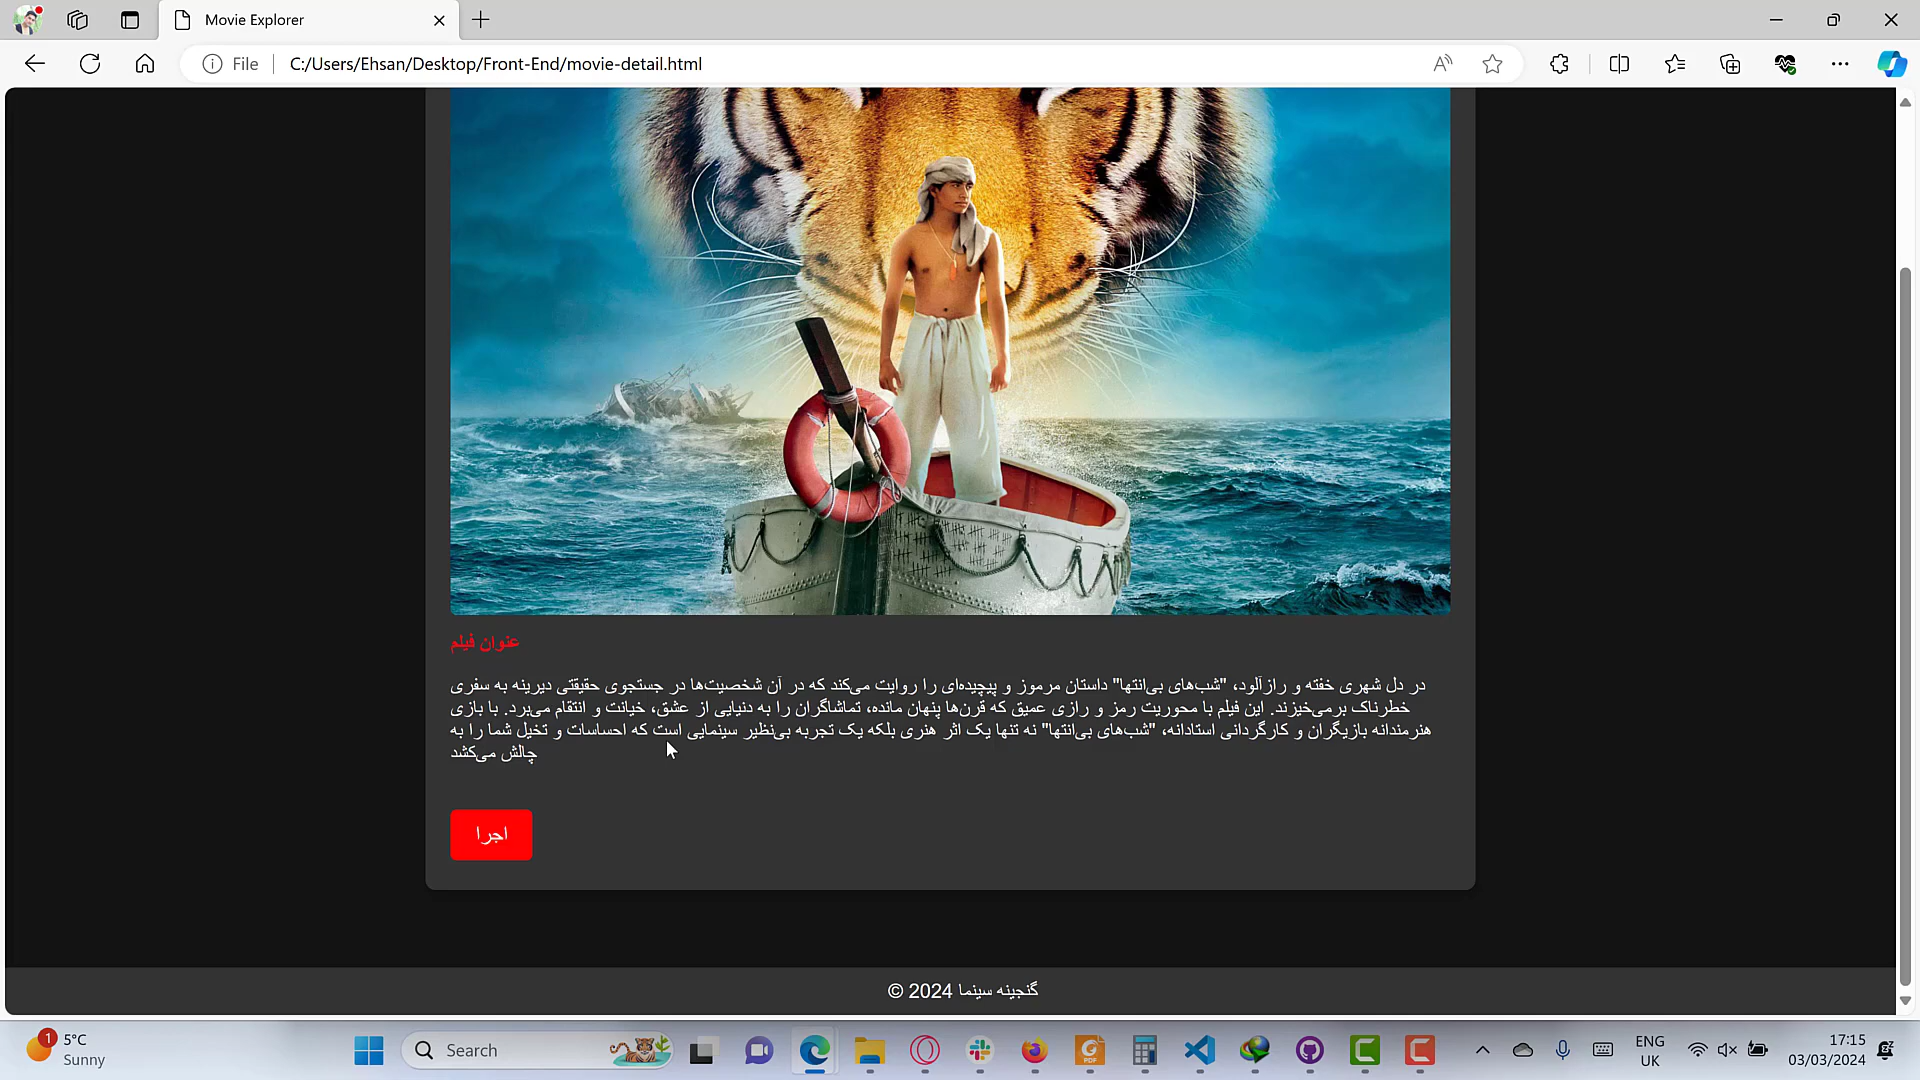 Movie Explorer
File
C:/Users/Ehsan/Desktop/Front-End/movie-detail.html
عنوان فیلم
در دل شهری خفته و رازآلود، "شب‌های بی‌انتها" داستان مرموز و پیچیده‌ای را روایت می‌کند که در آن شخصیت‌ها در جستجوی حقیقتی دیرینه به سفری
خطرناک برمی‌خیزند. این فیلم با محوریت رمز و رازی عمیق که قرن‌ها پنهان مانده، تماشاگران را به دنیایی از عشق، خیانت و انتقام می‌برد. با بازی
هنرمندانه بازیگران و کارگردانی استادانه، "شب‌های بی‌انتها" نه تنها یک اثر هنری بلکه یک تجربه بی‌نظیر سینمایی است که احساسات و تخیل شما را به
چالش می‌کشد
اجرا
گنجینه سینما 2024 ©
1
5°C
Sunny
Search
PDF
ENG
UK
17:15
03/03/2024